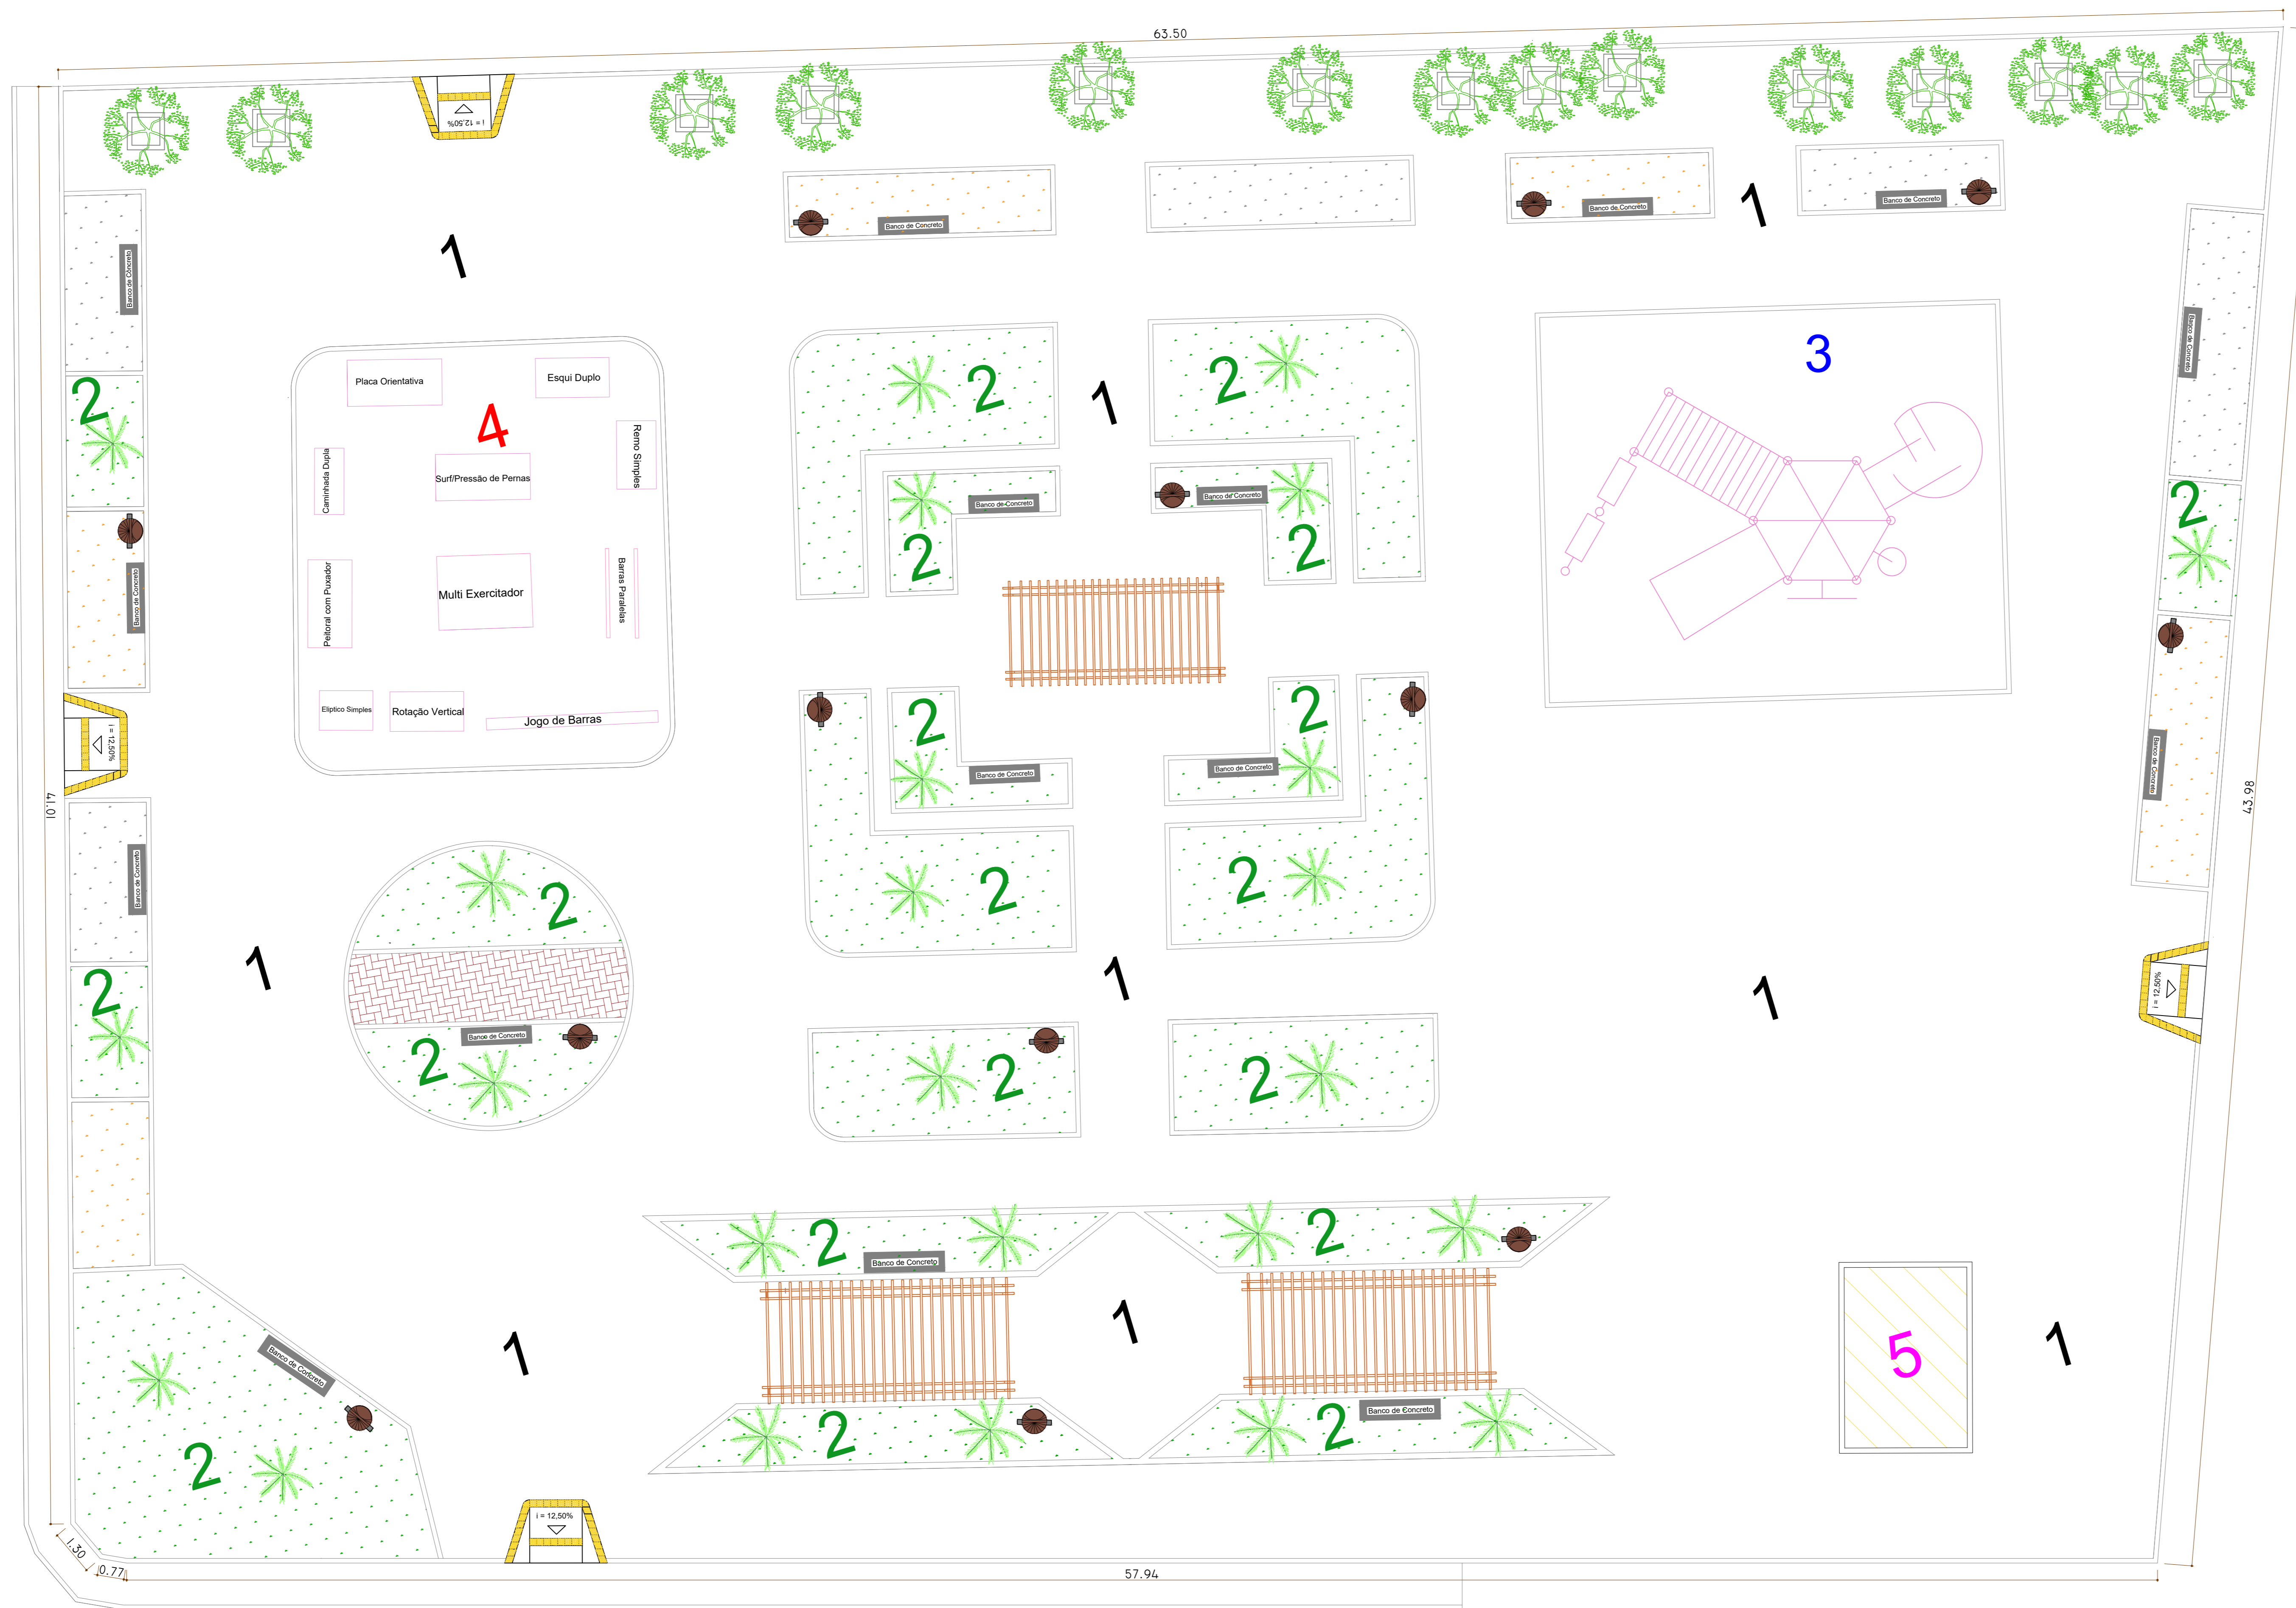 63.50
i = 12,50%
Banco de Concreto
Banco de Concreto
Banco de Concreto
1
1
Banco de Concreto
Banco de Concreto
3
Placa Orientativa
Esqui Duplo
2
2
1
2
4
Remo Simples
Caminhada Dupla
Surf/Pressão de Pernas
Banco de Concreto
Banco de Concreto
2
2
2
Peitoral com Puxador
Multi Exercitador
Barras Paralelas
Banco de Concreto
Eliptico Simples
Rotação Vertical
Jogo de Barras
2
2
i = 12,50%
Banco de Concreto
Banco de Concreto
Banco de Concreto
41.01
43.98
Banco de Concreto
2
2
2
1
1
1
2
i = 12,50%
Banco de Concreto
2
2
2
2
2
Banco de Concreto
1
1
1
5
Banco de Concreto
2
2
Banco de Concreto
2
i = 12,50%
1.30
0.77
57.94